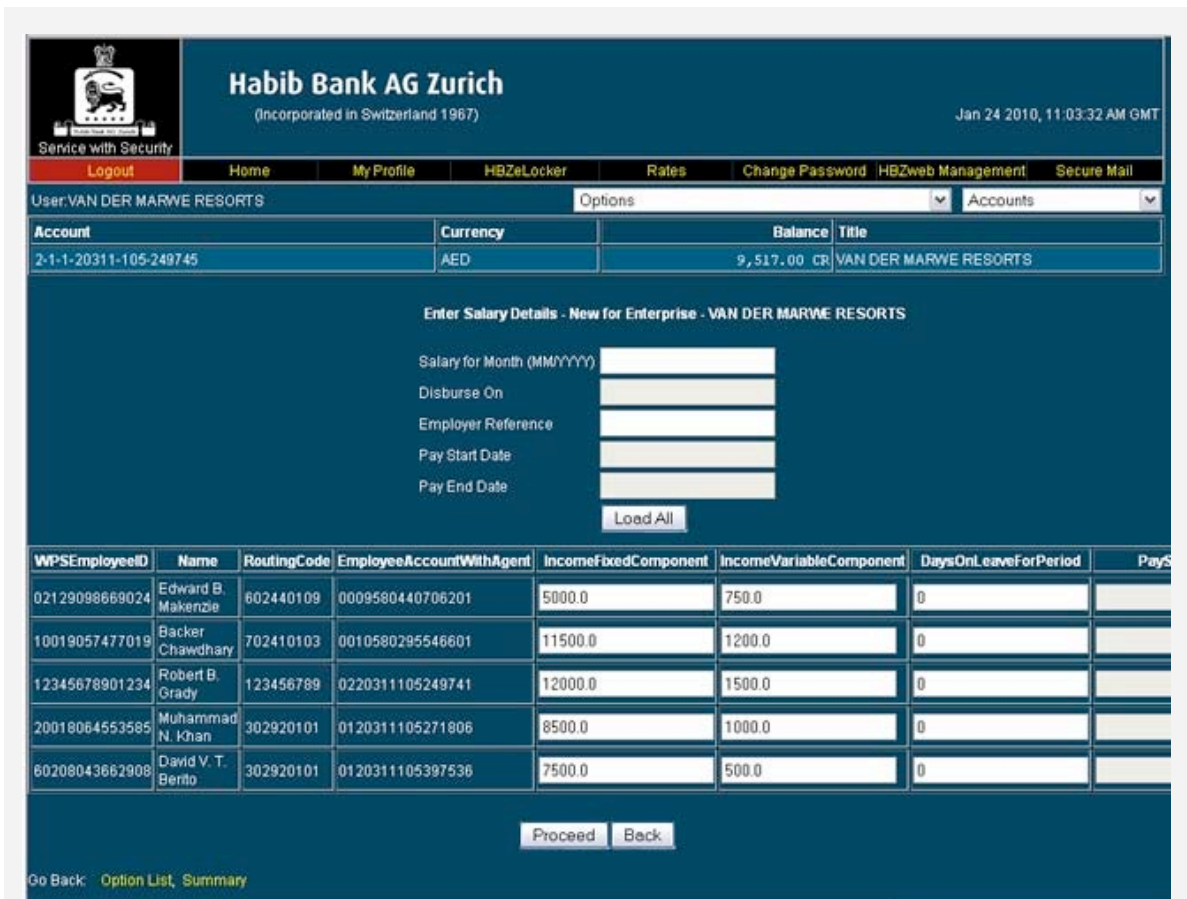 Habib Bank AG Zurich
(Incorporated in Switzerland 1967)
Jan 24 2010, 11:03:32 AM GMT
Service with Security
Logout Home My Profile HBZeLocker Rates Change Password HBZweb Management Secure Mail
User:VAN DER MARWE RESORTS Options Accounts
Account Currency Balance Title
2-1-1-20311-105-249745 AED 9,517.00 CR VAN DER MARWE RESORTS
Enter Salary Details - New for Enterprise - VAN DER MARWE RESORTS
Salary for Month (MM/YYYY)
Disburse On
Employer Reference
Pay Start Date
Pay End Date
Load All
WPSEmployeeID Name RoutingCode EmployeeAccountWithAgent IncomeFixedComponent IncomeVariableComponent DaysOnLeaveForPeriod PayS
02129098669024 Edward B. Makenzie 602440109 0009580440706201 5000.0 750.0 0
10019057477019 Backer Chawdhary 702410103 0010580295546601 11500.0 1200.0 0
12345678901234 Robert B. Grady 123456789 0220311105249741 12000.0 1500.0 0
20018064553585 Muhammad N. Khan 302920101 0120311105271806 8500.0 1000.0 0
60208043662908 David V. T. Berito 302920101 0120311105397536 7500.0 500.0 0
Proceed Back
Go Back: Option List, Summary